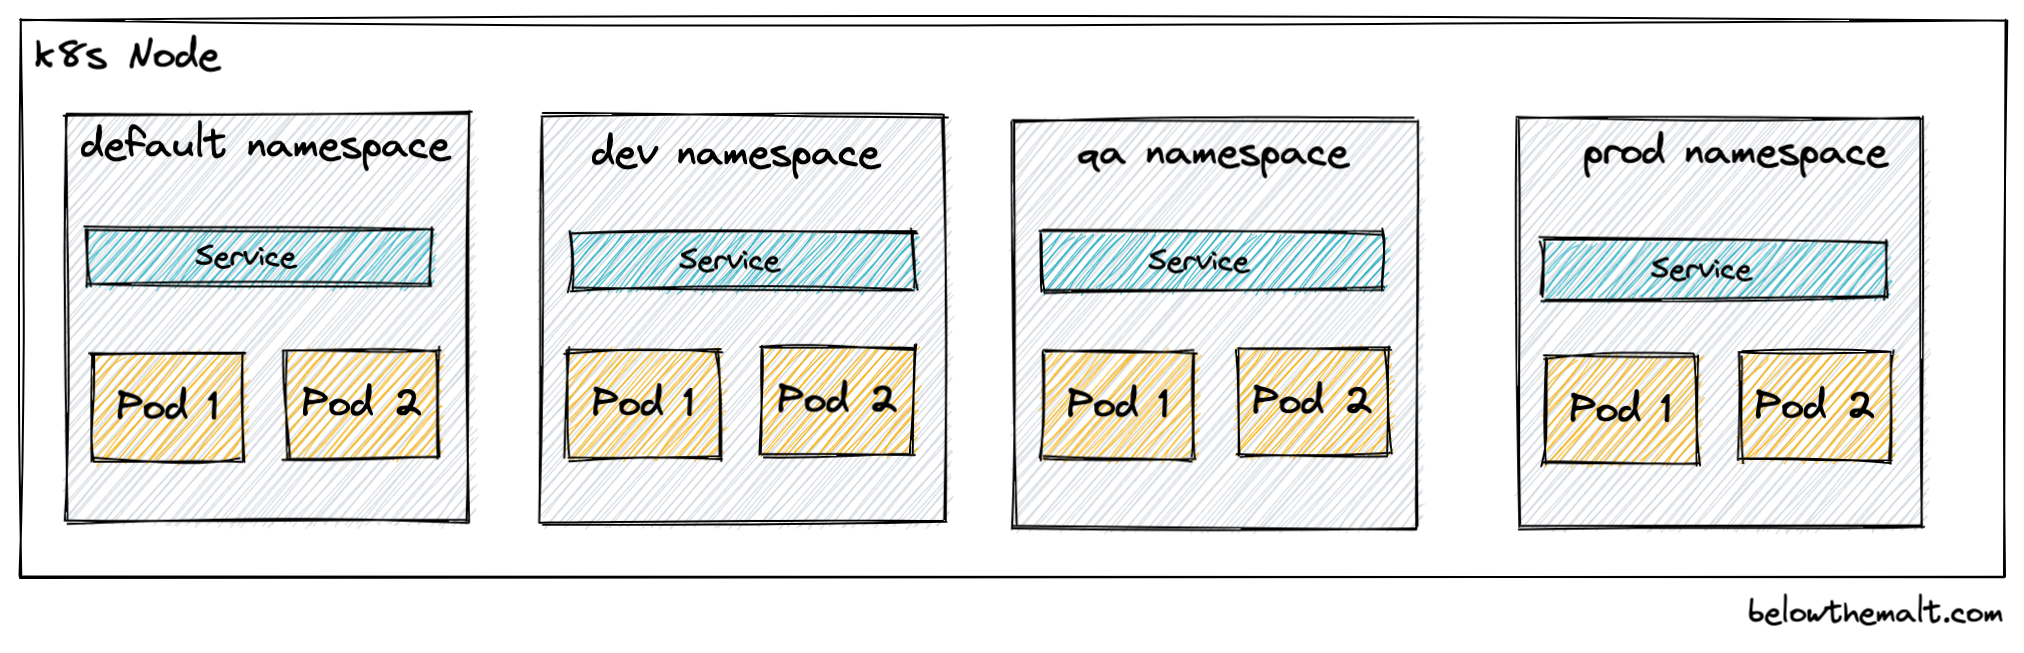 k8s Node
default namespace
Service
Pod 1
Pod 2
dev namespace
Service
Pod 1
Pod 2
qa namespace
Service
Pod 1
Pod 2
prod namespace
Service
Pod 1
Pod 2
belowthemalt.com